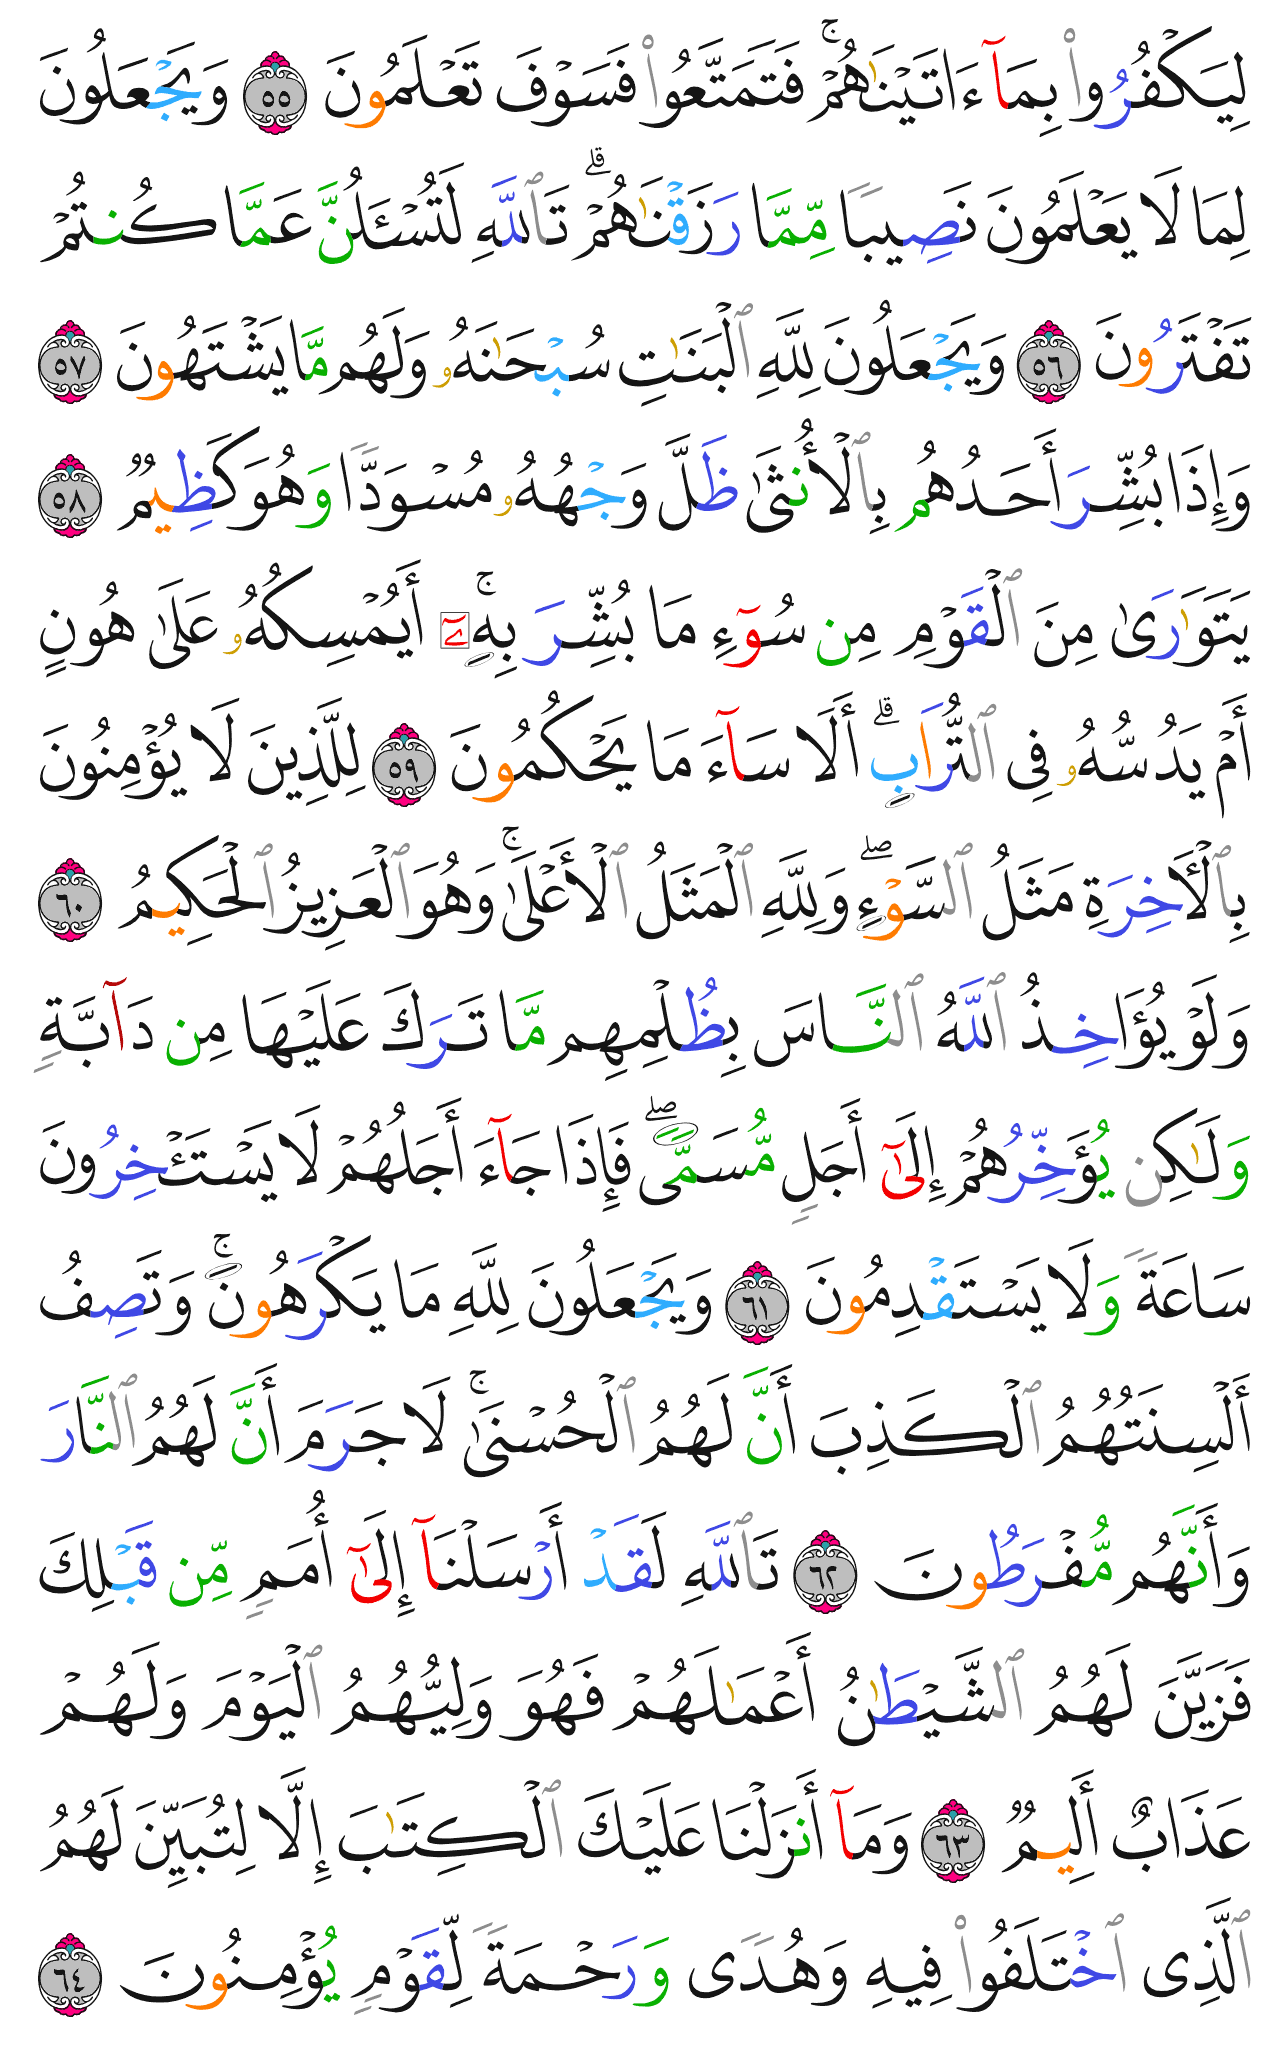 لِيَكْفُرُوا۟ بِمَآ ءَاتَيْنَـٰهُمْ ۚ فَتَمَتَّعُوا۟ فَسَوْفَ تَعْلَمُونَ ٥٥ وَيَجْعَلُونَ
لِمَا لَا يَعْلَمُونَ نَصِيبًا مِّمَّا رَزَقْنَـٰهُمْ ۗ تَٱللَّهِ لَتُسْـَٔلُنَّ عَمَّا كُنتُمْ
تَفْتَرُونَ ٥٦ وَيَجْعَلُونَ لِلَّهِ ٱلْبَنَـٰتِ سُبْحَـٰنَهُۥ وَلَهُم مَّا يَشْتَهُونَ ٥٧
وَإِذَا بُشِّرَ أَحَدُهُم بِٱلْأُنثَىٰ ظَلَّ وَجْهُهُۥ مُسْوَدًّا وَهُوَ كَظِيمٌ ٥٨
يَتَوَٰرَىٰ مِنَ ٱلْقَوْمِ مِن سُوٓءِ مَا بُشِّرَ بِهِۦٓ ۚ أَيُمْسِكُهُۥ عَلَىٰ هُونٍ
أَمْ يَدُسُّهُۥ فِى ٱلتُّرَابِ ۗ أَلَا سَآءَ مَا يَحْكُمُونَ ٥٩ لِلَّذِينَ لَا يُؤْمِنُونَ
بِٱلْأَخِرَةِ مَثَلُ ٱلسَّوْءِ ۖ وَلِلَّهِ ٱلْمَثَلُ ٱلْأَعْلَىٰ ۚ وَهُوَ ٱلْعَزِيزُ ٱلْحَكِيمُ ٦٠
وَلَوْ يُؤَاخِذُ ٱللَّهُ ٱلنَّاسَ بِظُلْمِهِم مَّا تَرَكَ عَلَيْهَا مِن دَآبَّةٍ
وَلَـٰكِن يُؤَخِّرُهُمْ إِلَىٰٓ أَجَلٍ مُّسَمًّى ۖ فَإِذَا جَآءَ أَجَلُهُمْ لَا يَسْتَـْٔخِرُونَ
سَاعَةً وَلَا يَسْتَقْدِمُونَ ٦١ وَيَجْعَلُونَ لِلَّهِ مَا يَكْرَهُونَ ۚ وَتَصِفُ
أَلْسِنَتُهُمُ ٱلْكَذِبَ أَنَّ لَهُمُ ٱلْحُسْنَىٰ ۚ لَا جَرَمَ أَنَّ لَهُمُ ٱلنَّارَ
وَأَنَّهُم مُّفْرَطُونَ ٦٢ تَٱللَّهِ لَقَدْ أَرْسَلْنَآ إِلَىٰٓ أُمَمٍ مِّن قَبْلِكَ
فَزَيَّنَ لَهُمُ ٱلشَّيْطَـٰنُ أَعْمَـٰلَهُمْ فَهُوَ وَلِيُّهُمُ ٱلْيَوْمَ وَلَهُمْ
عَذَابٌ أَلِيمٌ ٦٣ وَمَآ أَنزَلْنَا عَلَيْكَ ٱلْكِتَـٰبَ إِلَّا لِتُبَيِّنَ لَهُمُ
ٱلَّذِى ٱخْتَلَفُوا۟ فِيهِ وَهُدًى وَرَحْمَةً لِّقَوْمٍ يُؤْمِنُونَ ٦٤